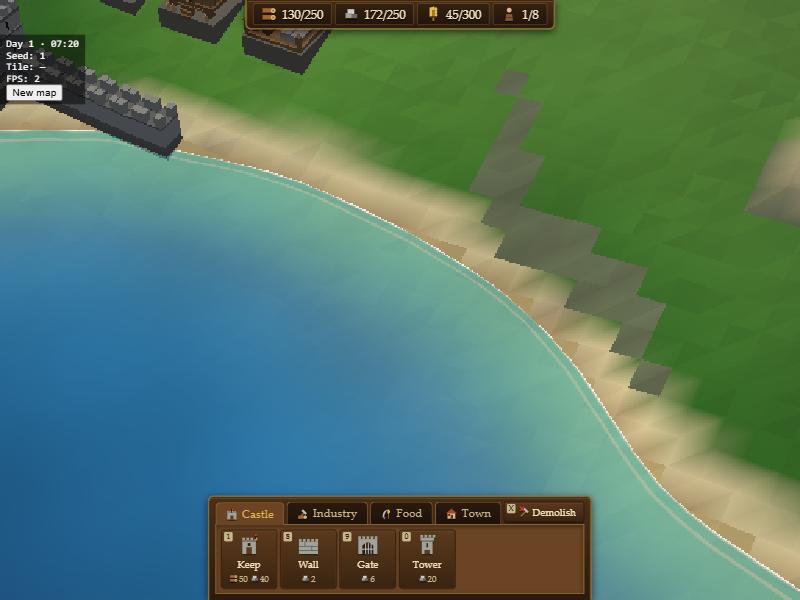 130/250 172/250 45/300 1/8
Day 1 · 07:20
Seed: 1
Tile: —
FPS: 2
New map
Castle Industry Food Town X Demolish
1 8 9 0
Keep Wall Gate Tower
50 40 2 6 20